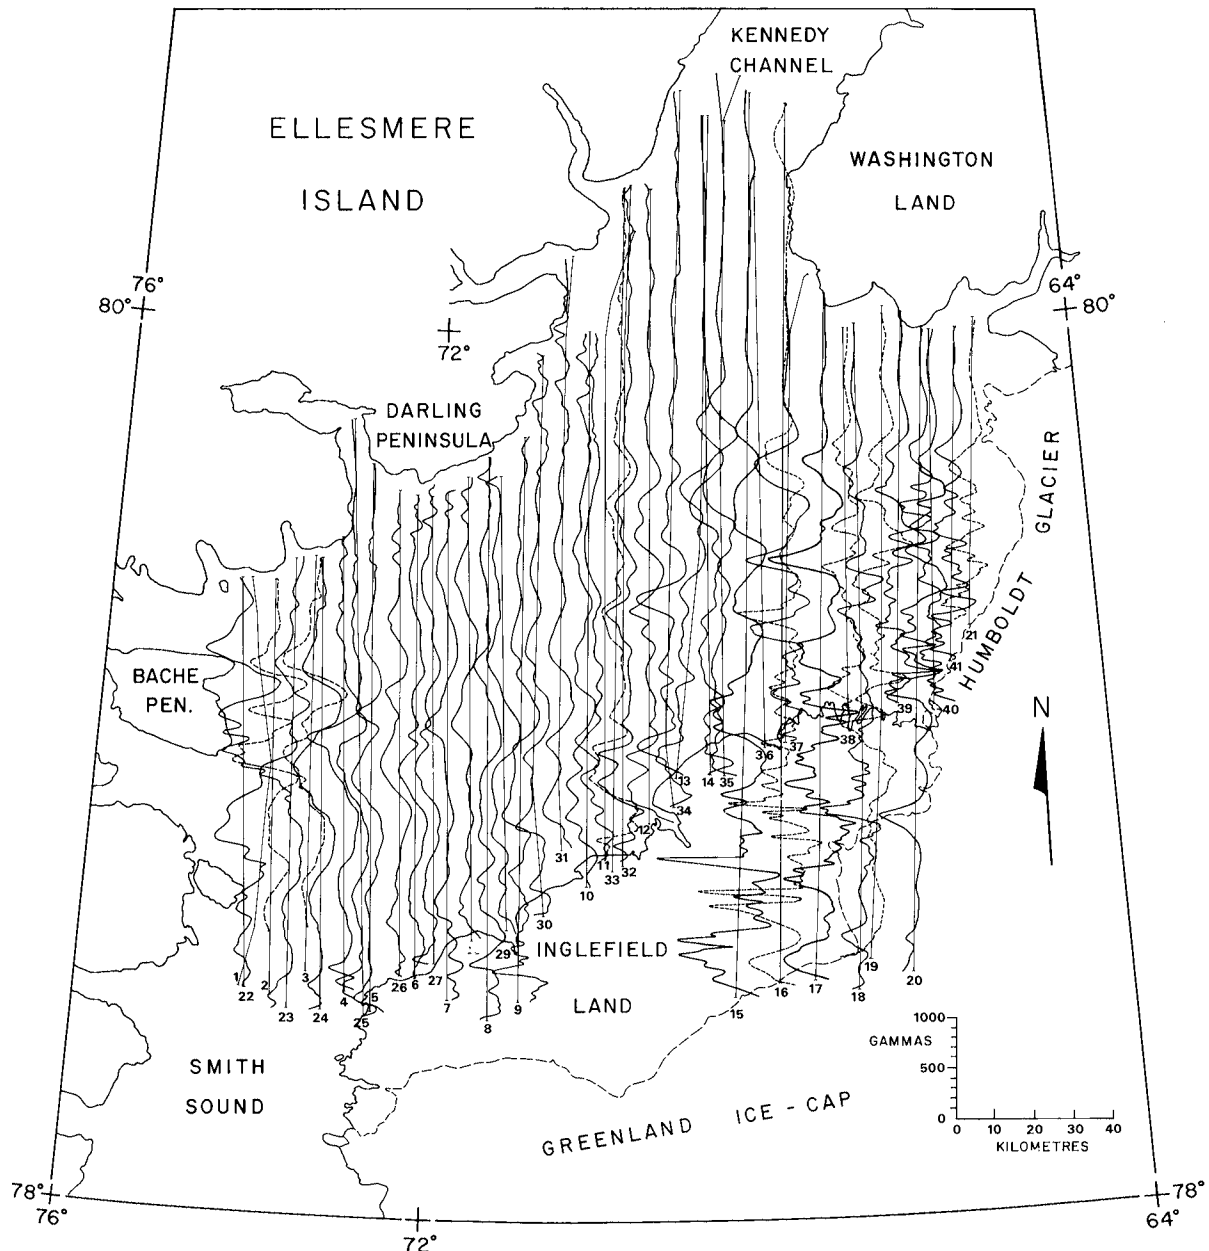 KENNEDY
CHANNEL
ELLESMERE
ISLAND
WASHINGTON
LAND
76°
80°
64°
80°
72°
DARLING
PENINSULA
HUMBOLDT GLACIER
BACHE
PEN.
21
41
N
39
40
38
37
36
13
14
35
34
12
31
11
32
33
10
30
INGLEFIELD
29
1
2
3
26
6
27
19
20
22
4
5
16
17
18
23
24
7
9
15
25
8
LAND
1000
GAMMAS
500
0
0 10 20 30 40
KILOMETRES
SMITH
SOUND
GREENLAND ICE - CAP
78°
76°
72°
78°
64°